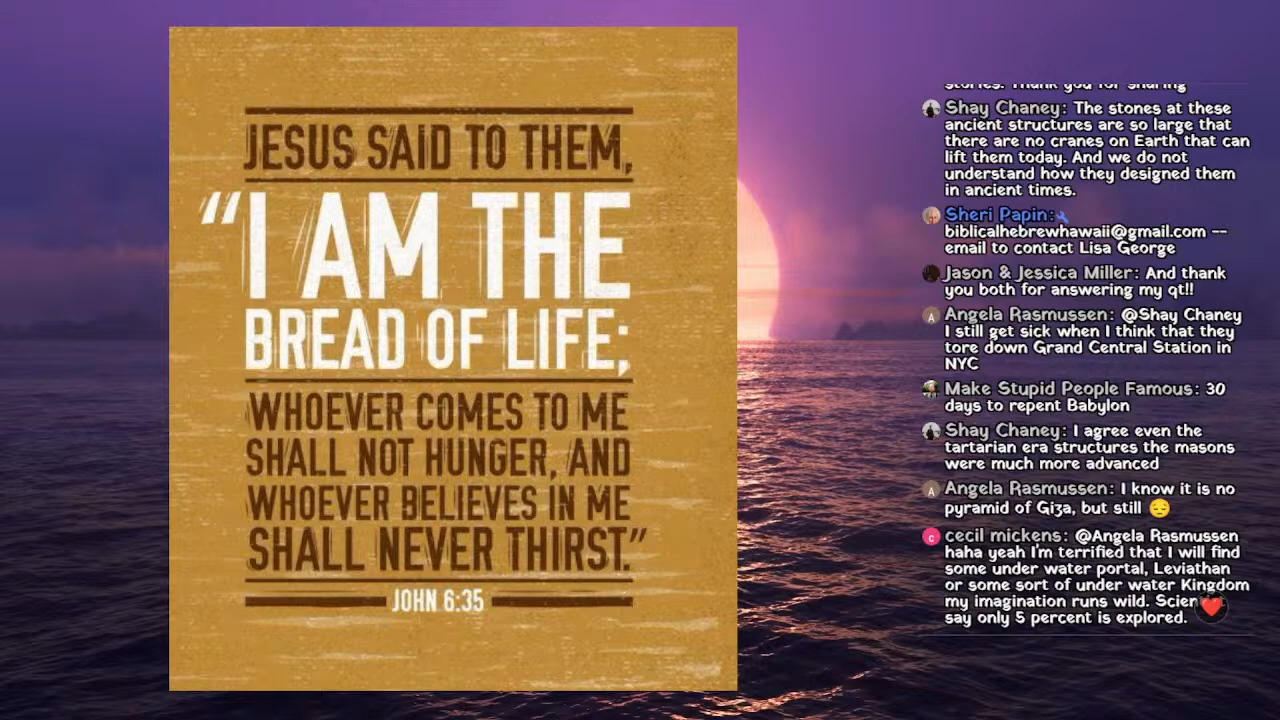 JESUS SAID TO THEM,
“I AM THE
BREAD OF LIFE;
WHOEVER COMES TO ME
SHALL NOT HUNGER, AND
WHOEVER BELIEVES IN ME
SHALL NEVER THIRST.”
JOHN 6:35
stories. Thank you for sharing
Shay Chaney: The stones at these
ancient structures are so large that
there are no cranes on Earth that can
lift them today. And we do not
understand how they designed them
in ancient times.
Sheri Papin:
biblicalhebrewhawaii@gmail.com --
email to contact Lisa George
Jason & Jessica Miller: And thank
you both for answering my qt!!
A Angela Rasmussen: @Shay Chaney
I still get sick when I think that they
tore down Grand Central Station in
NYC
Make Stupid People Famous: 30
days to repent Babylon
Shay Chaney: I agree even the
tartarian era structures the masons
were much more advanced
A Angela Rasmussen: I know it is no
pyramid of Giza, but still 😔
c cecil mickens: @Angela Rasmussen
haha yeah I'm terrified that I will find
some under water portal, Leviathan
or some sort of under water Kingdom
my imagination runs wild. Scien
say only 5 percent is explored.